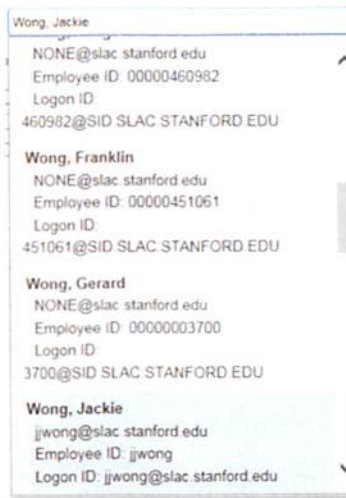 Wong, Jackie
NONE@slac.stanford.edu
Employee ID: 00000460982
Logon ID:
460982@SID.SLAC.STANFORD.EDU
Wong, Franklin
NONE@slac.stanford.edu
Employee ID: 00000451061
Logon ID:
451061@SID.SLAC.STANFORD.EDU
Wong, Gerard
NONE@slac.stanford.edu
Employee ID: 00000003700
Logon ID:
3700@SID.SLAC.STANFORD.EDU
Wong, Jackie
jjwong@slac.stanford.edu
Employee ID: jjwong
Logon ID: jjwong@slac.stanford.edu